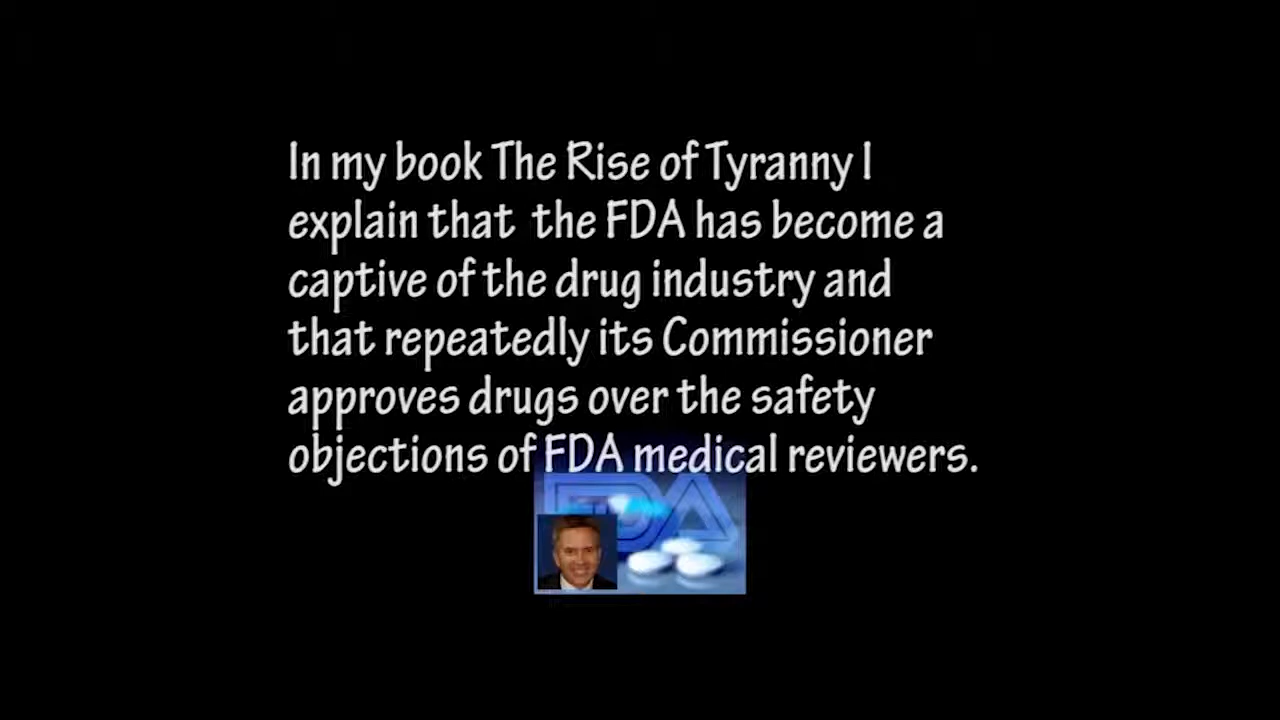 In my book The Rise of Tyranny I
explain that the FDA has become a
captive of the drug industry and
that repeatedly its Commissioner
approves drugs over the safety
objections of FDA medical reviewers.
FDA